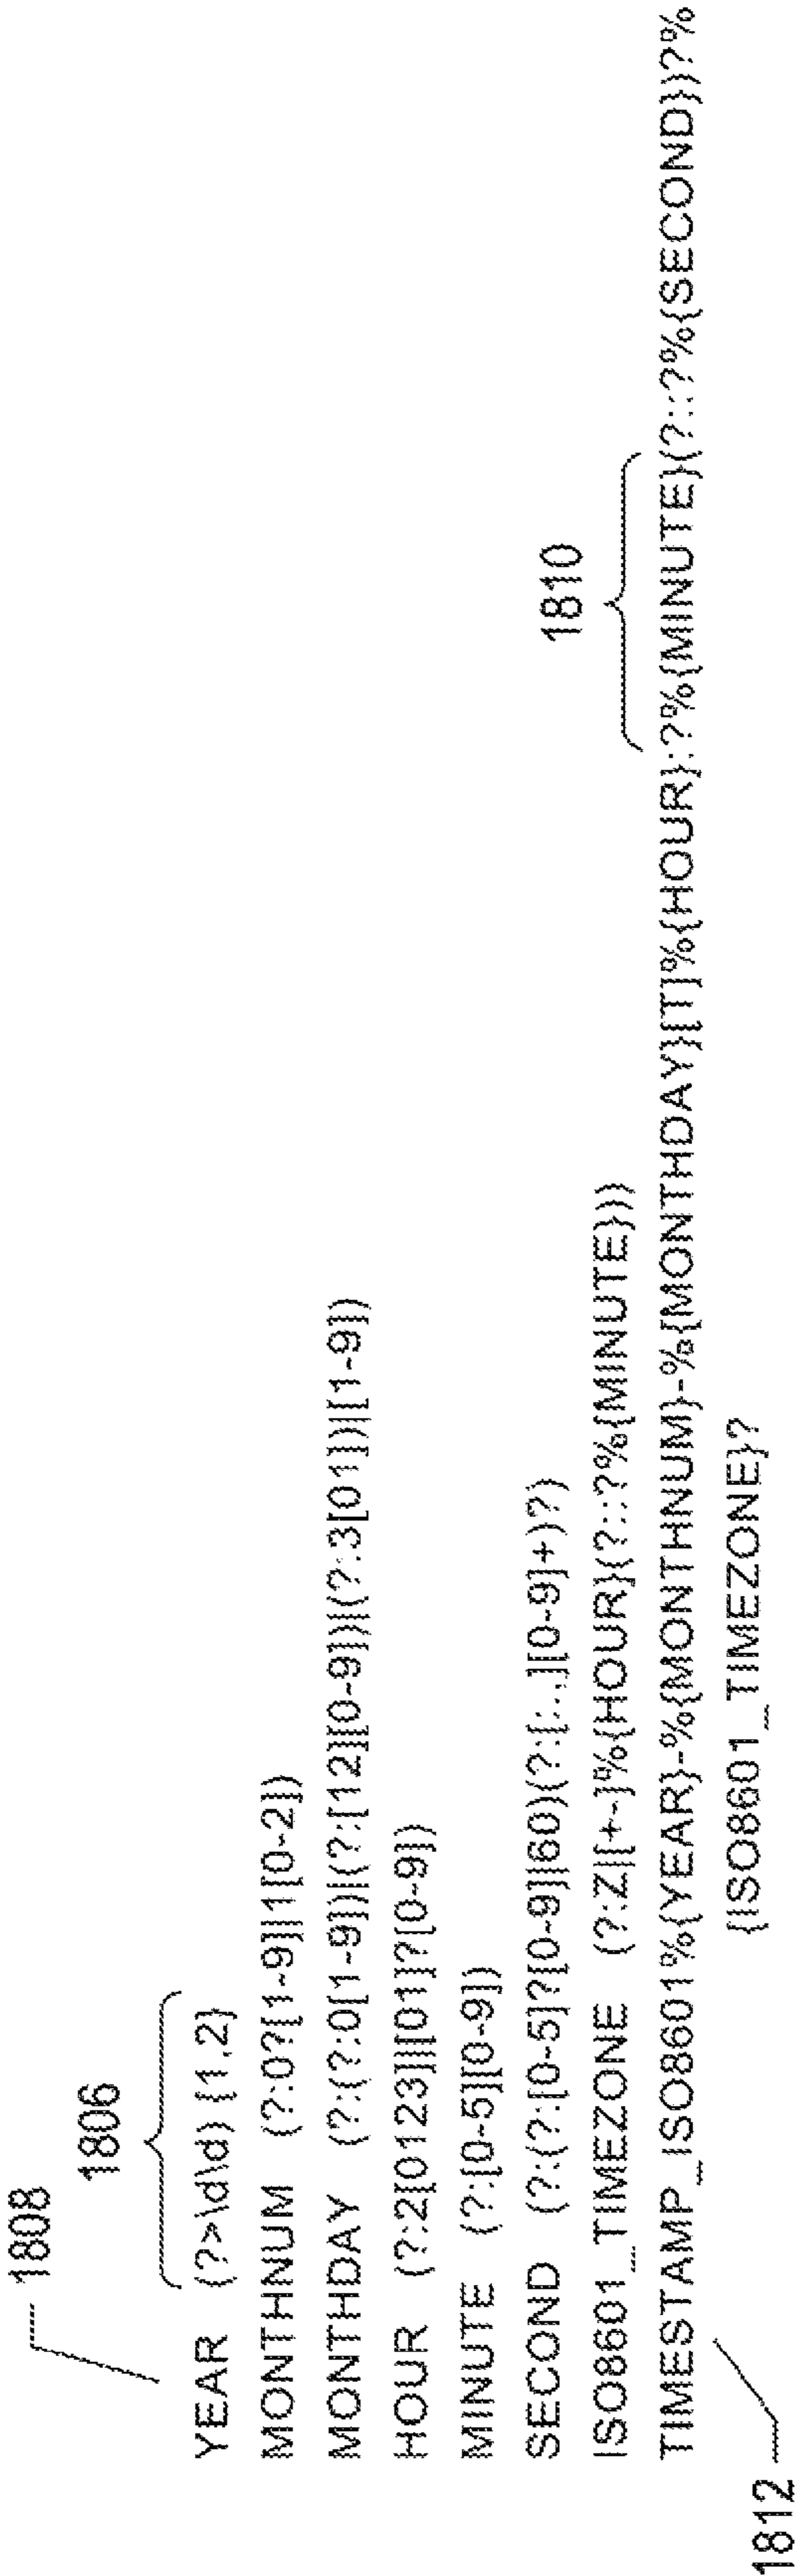 1808
1806
YEAR (?>\d\d) {1,2}
MONTHNUM (?:0?[1-9]|1[0-2])
MONTHDAY (?:(?:0[1-9])|(?:[12][0-9])|(?:3[01])|[1-9])
HOUR (?:2[0123]|[01]?[0-9])
MINUTE (?:[0-5][0-9])
SECOND (?:(?:[0-5]?[0-9]|60)(?:[:.,][0-9]+)?)
1810
ISO8601_TIMEZONE (?:Z|[+-]%{HOUR}(?::?%{MINUTE}))
TIMESTAMP_ISO8601%{YEAR}-%{MONTHNUM}-%{MONTHDAY}[T]%{HOUR}:?%{MINUTE}(?::?%{SECOND})?%
{ISO8601_TIMEZONE}?
1812